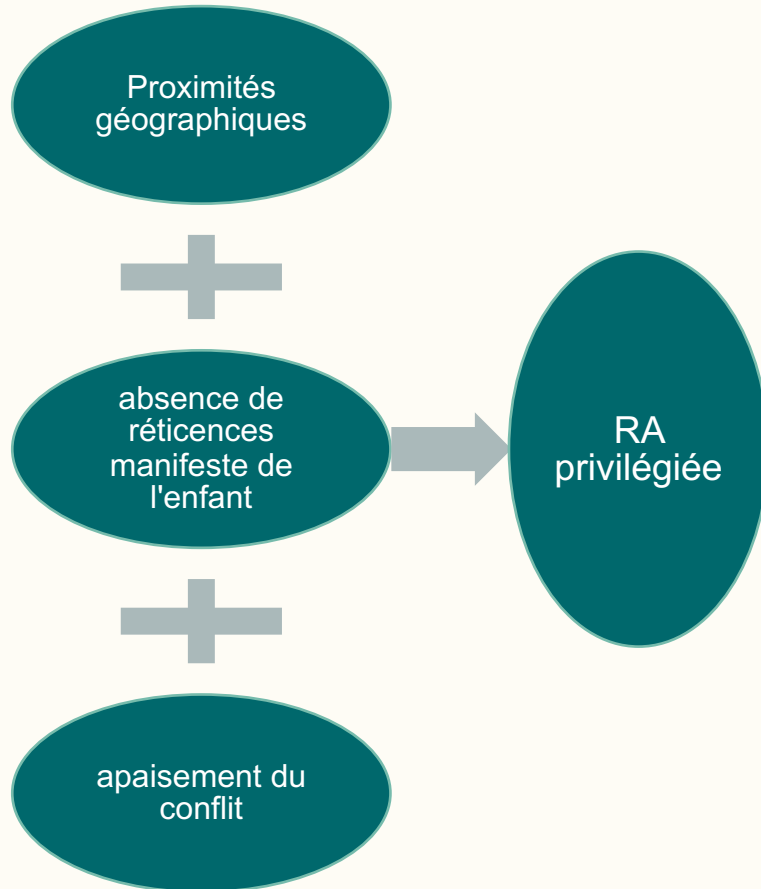 Proximités
géographiques
absence de
réticences
manifeste de
l'enfant
RA
privilégiée
apaisement du
conflit